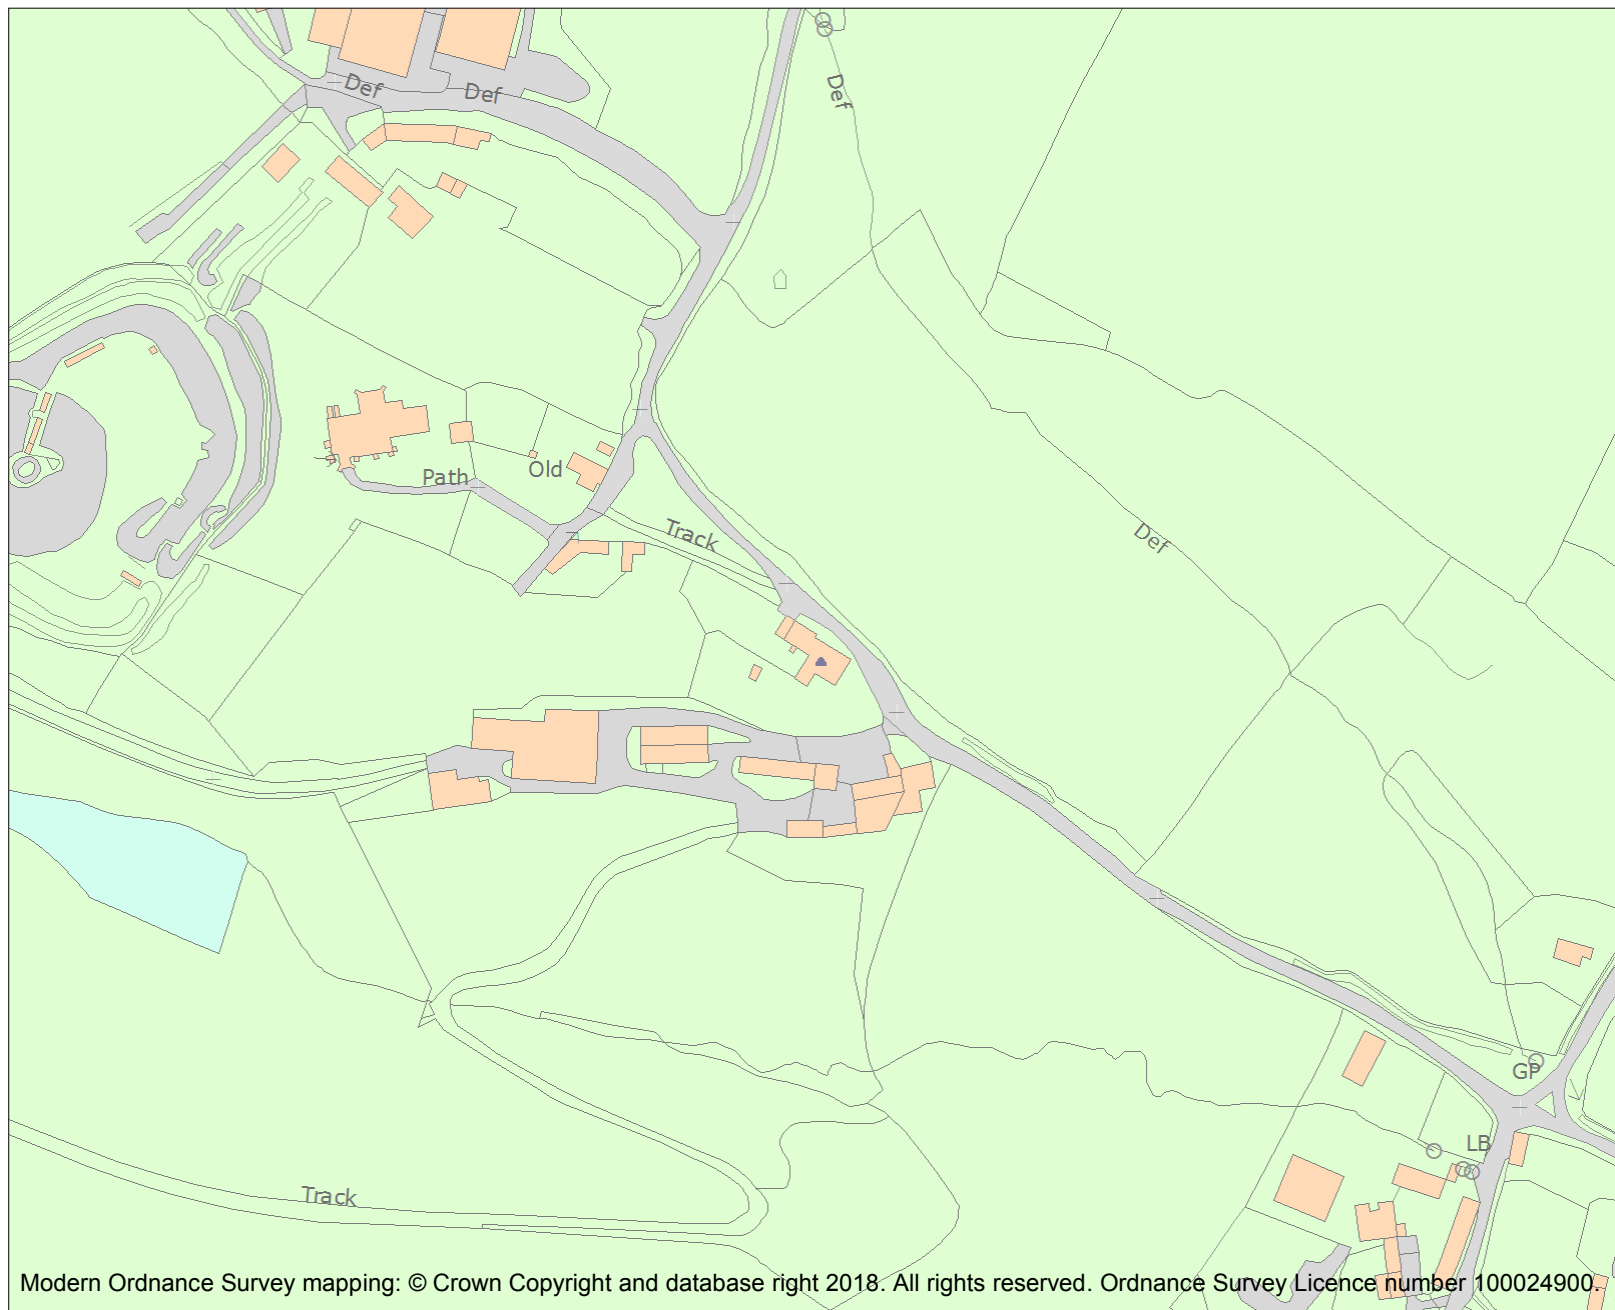 Def
Def
Def
Path
Old
Track
Def
GP
LB
Track
Modern Ordnance Survey mapping: © Crown Copyright and database right 2018. All rights reserved. Ordnance Survey Licence number 100024900.